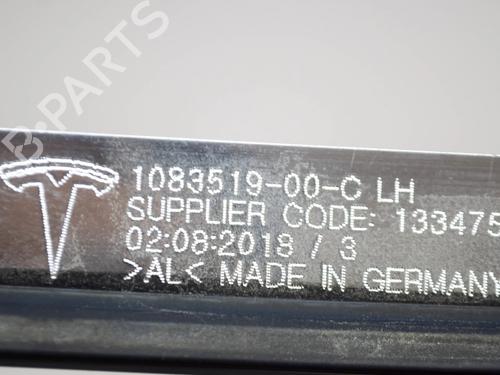 1083519-00-C LH
SUPPLIER CODE: 133475
02:08:2018 / 3
>AL< MADE IN GERMANY
B-PARTS